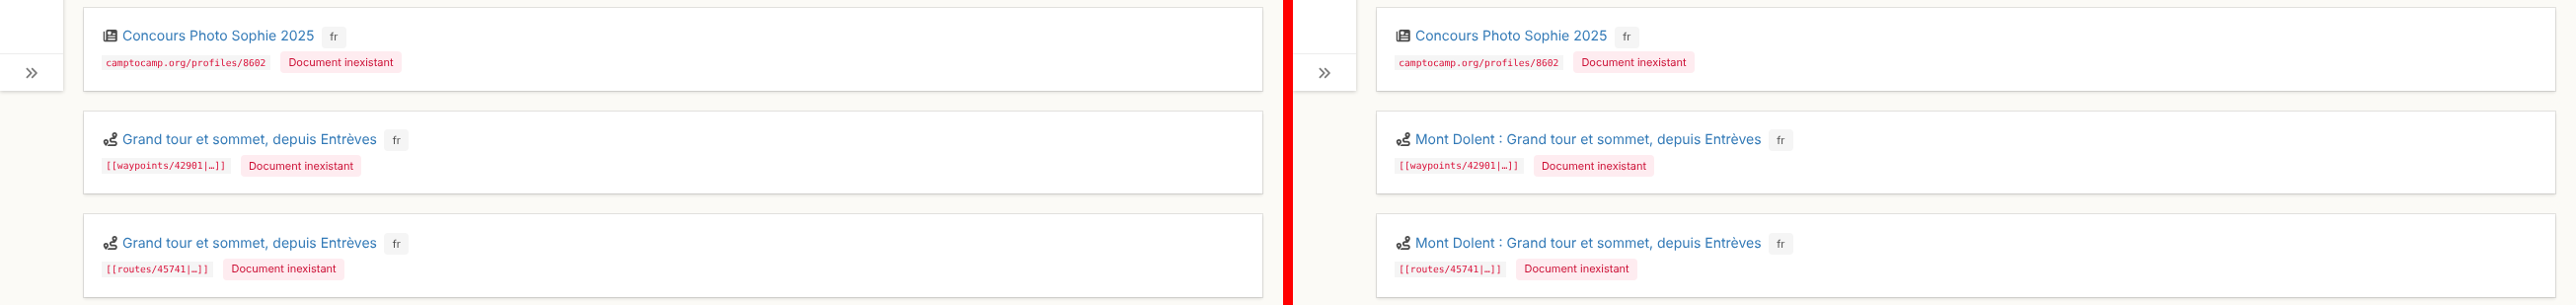 Concours Photo Sophie 2025 fr
camptocamp.org/profiles/8602 Document inexistant
Grand tour et sommet, depuis Entrèves fr
[[waypoints/42901|…]] Document inexistant
Grand tour et sommet, depuis Entrèves fr
[[routes/45741|…]] Document inexistant
Concours Photo Sophie 2025 fr
camptocamp.org/profiles/8602 Document inexistant
Mont Dolent : Grand tour et sommet, depuis Entrèves fr
[[waypoints/42901|…]] Document inexistant
Mont Dolent : Grand tour et sommet, depuis Entrèves fr
[[routes/45741|…]] Document inexistant